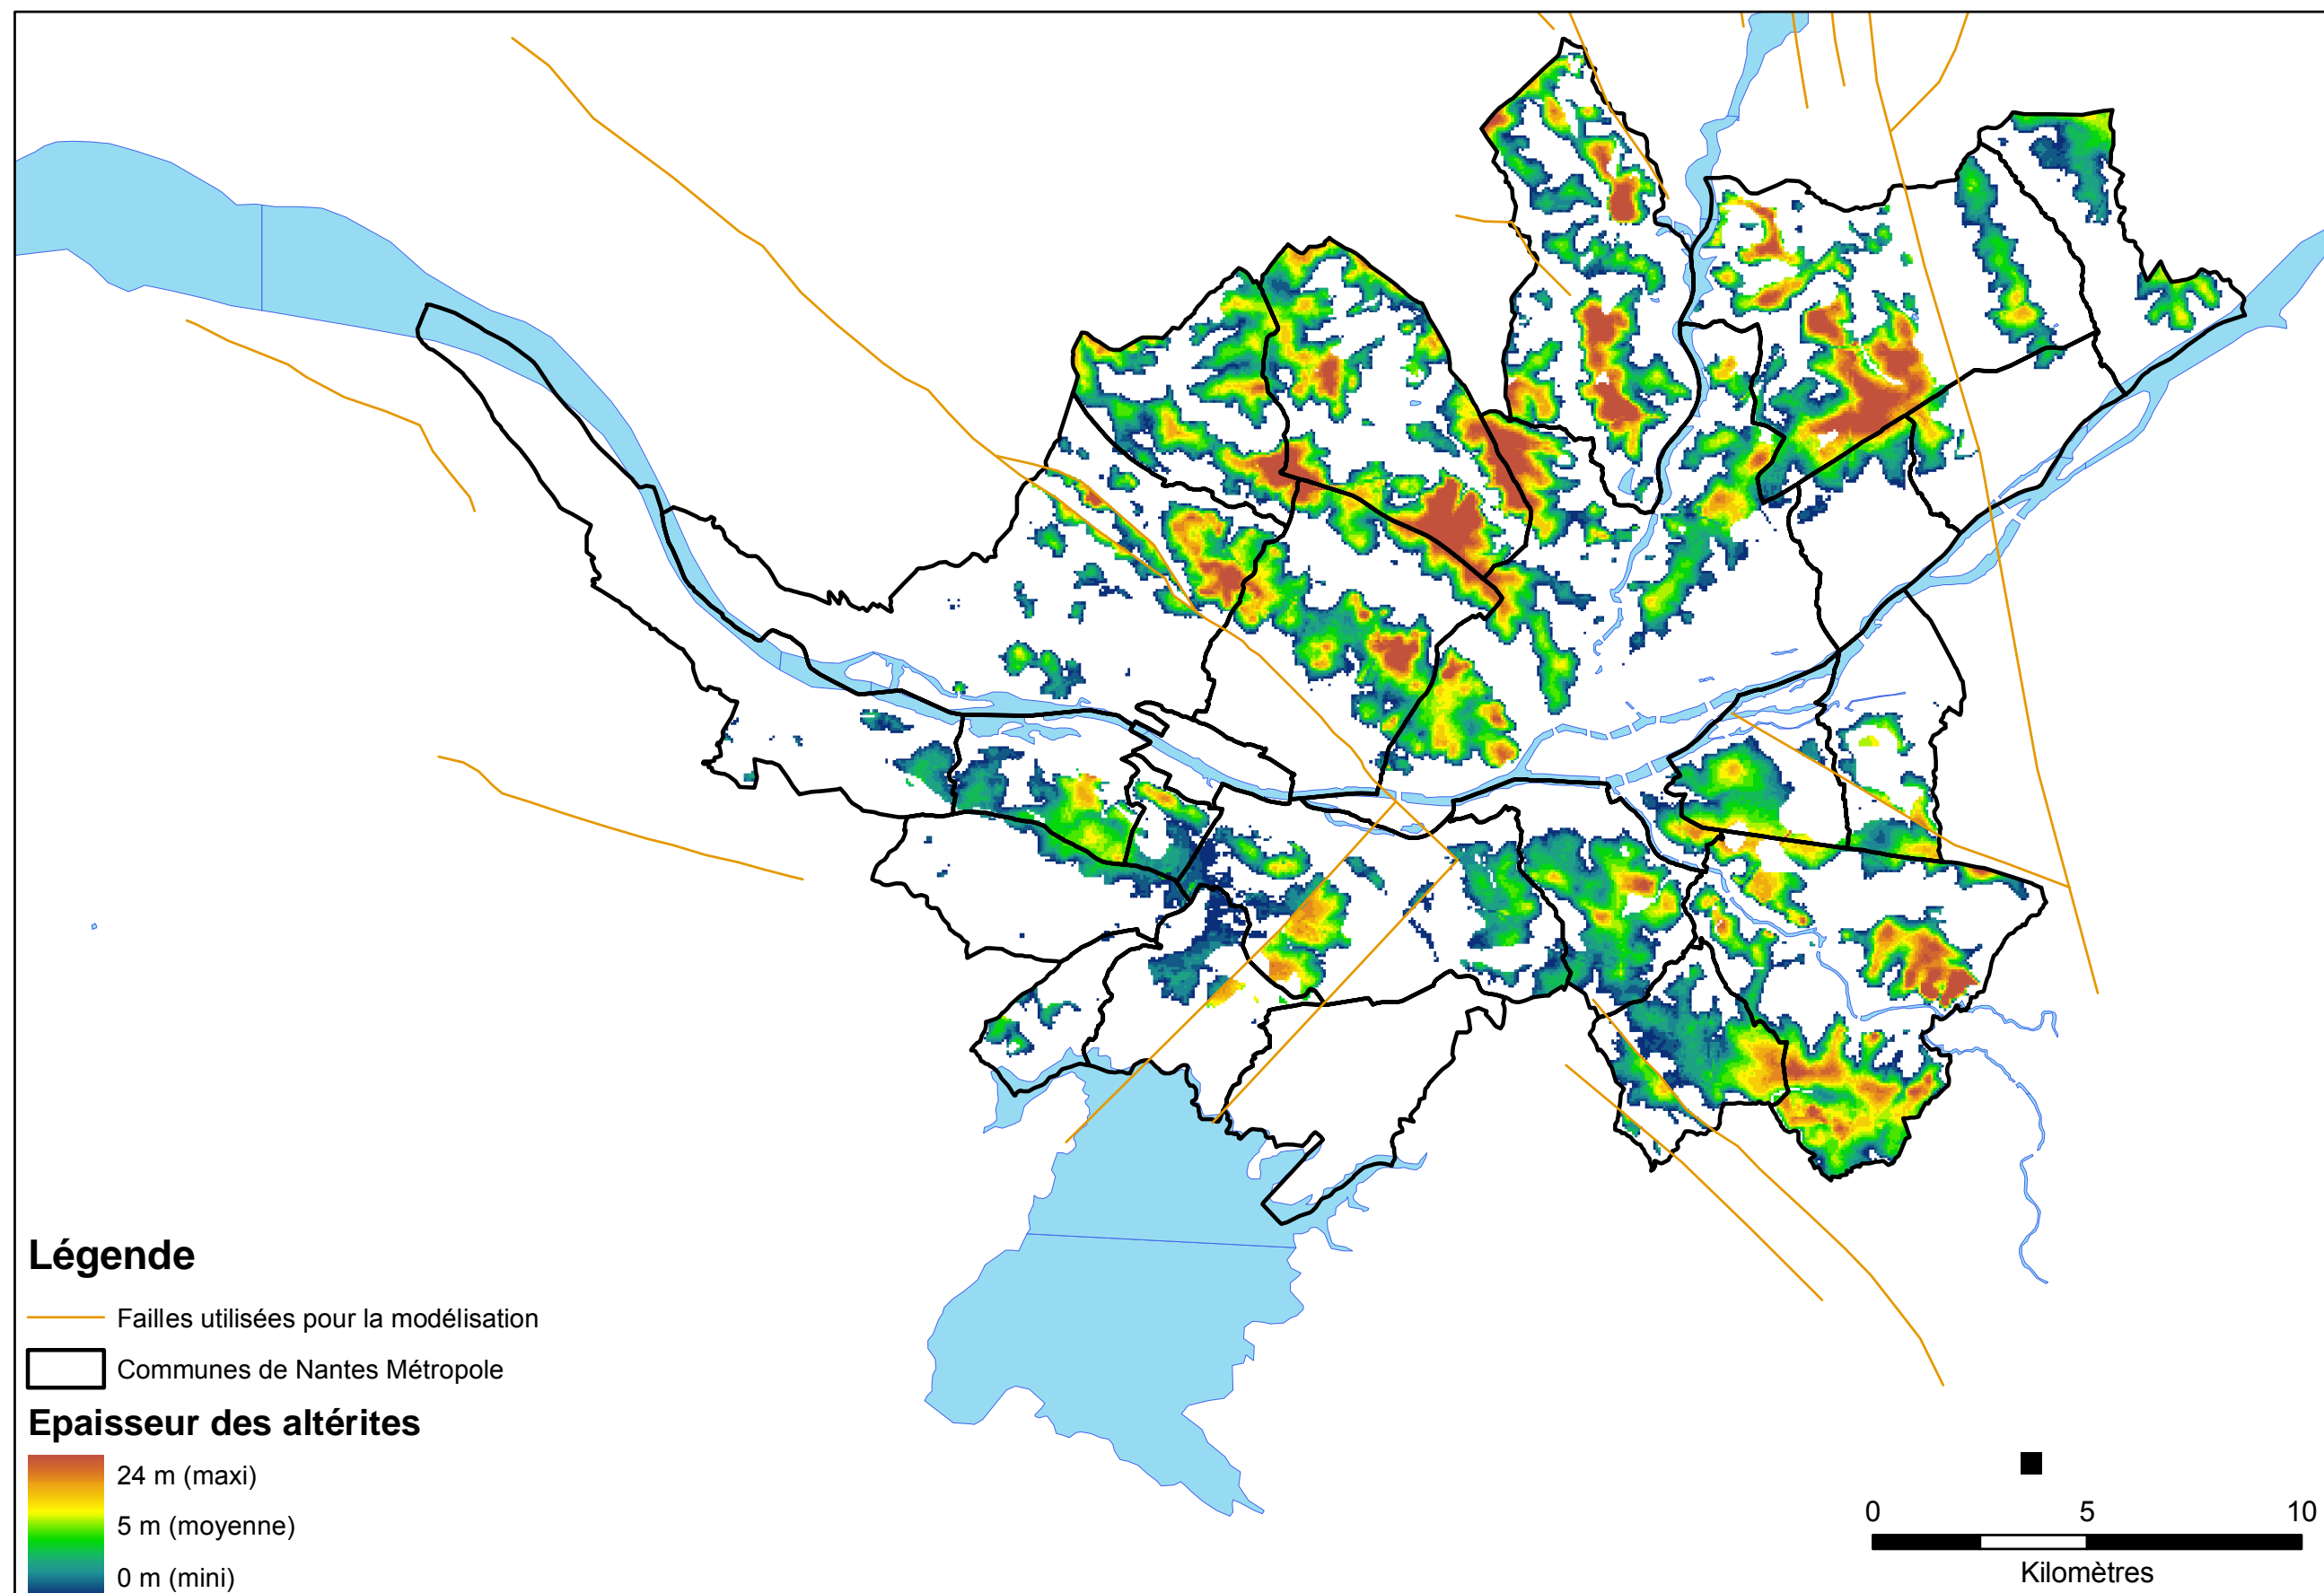 Légende
Failles utilisées pour la modélisation
Communes de Nantes Métropole
Epaisseur des altérites
24 m (maxi)
5 m (moyenne)
0 m (mini)
0 5 10
Kilomètres